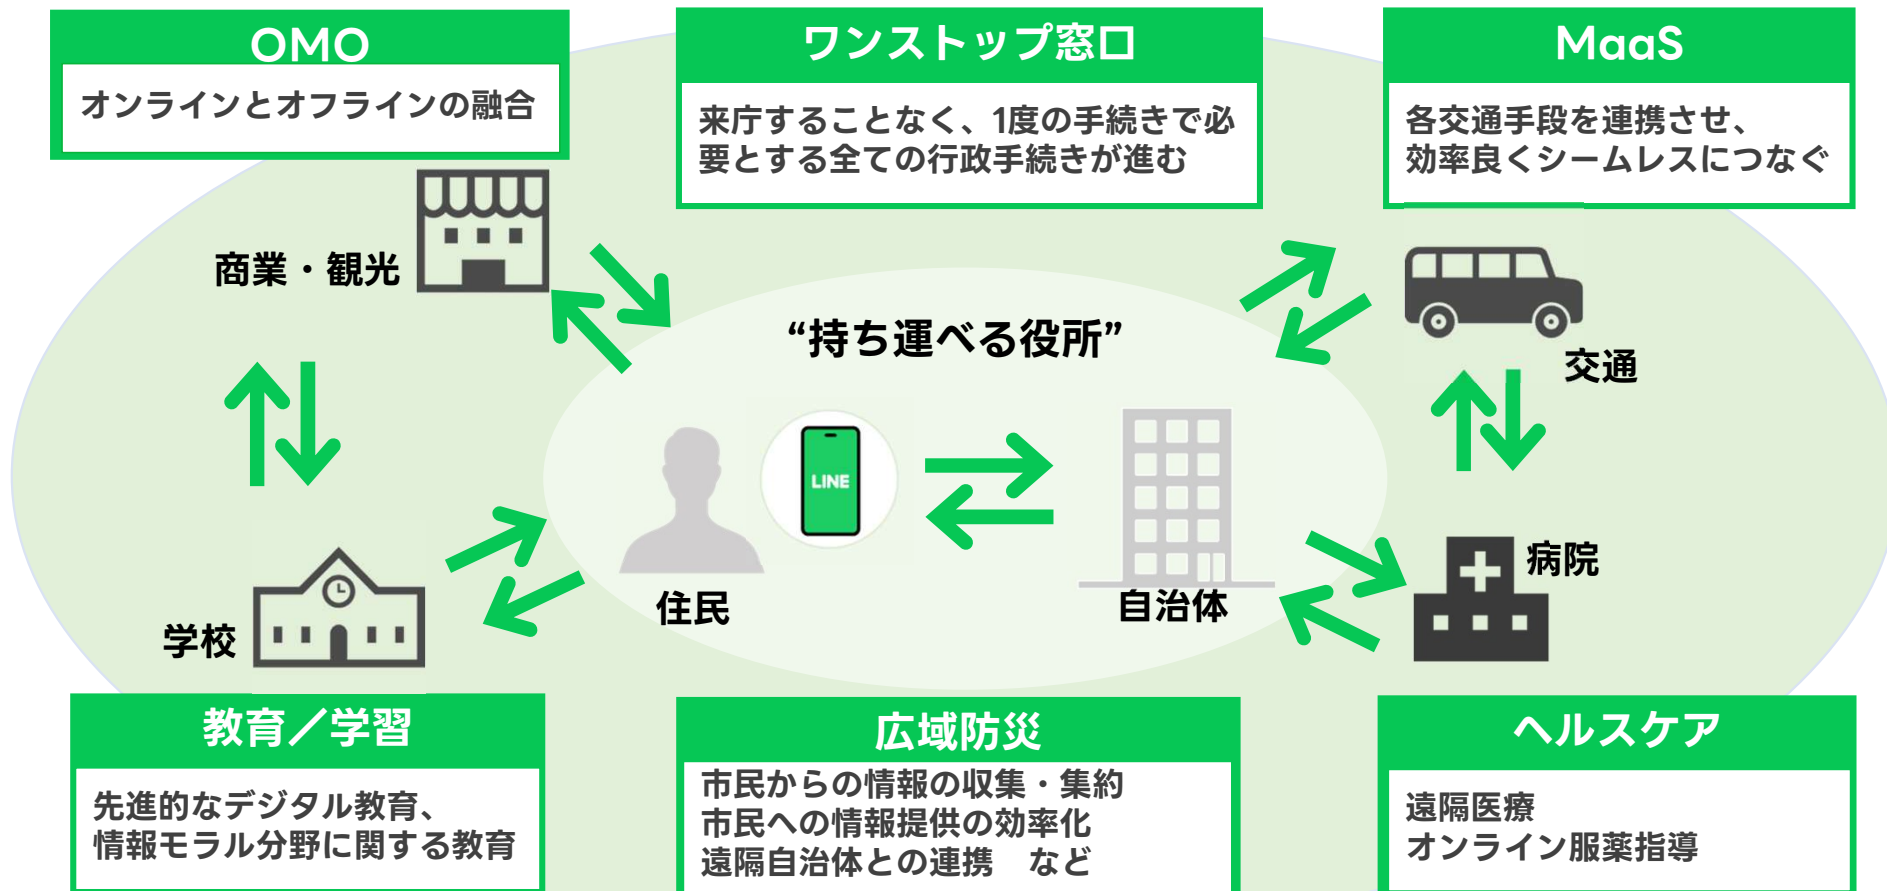 OMO
オンラインとオフラインの融合
ワンストップ窓口
来庁することなく、1度の手続きで必
要とする全ての行政手続きが進む
MaaS
各交通手段を連携させ、
効率良くシームレスにつなぐ
商業・観光
“持ち運べる役所”
交通
LINE
住民
自治体
学校
病院
教育／学習
先進的なデジタル教育、
情報モラル分野に関する教育
広域防災
市民からの情報の収集・集約
市民への情報提供の効率化
遠隔自治体との連携　など
ヘルスケア
遠隔医療
オンライン服薬指導